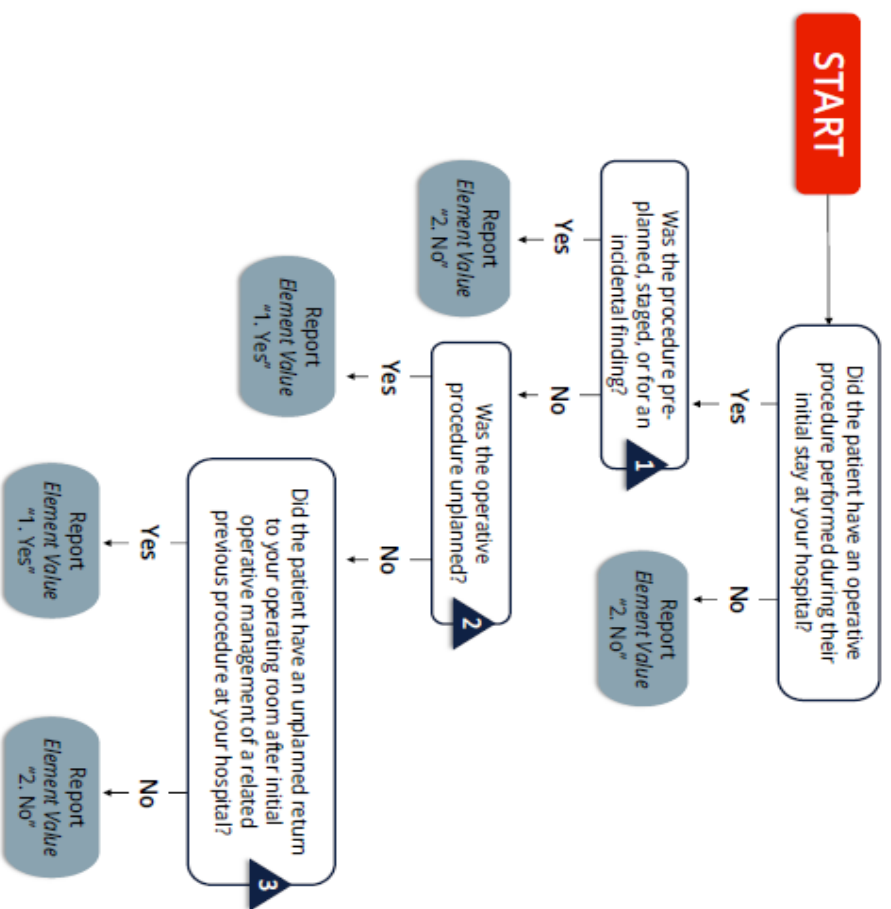 START
Did the patient have an operative
procedure performed during their
initial stay at your hospital?
Yes
No
Was the procedure pre-
planned, staged, or for an
incidental finding?
1
Report
Element Value
"2. No"
Yes
No
Report
Element Value
"2. No"
Was the operative
procedure unplanned?
2
Yes
No
Report
Element Value
"1. Yes"
Did the patient have an unplanned return
to your operating room after initial
operative management of a related
previous procedure at your hospital?
3
Yes
No
Report
Element Value
"1. Yes"
Report
Element Value
"2. No"